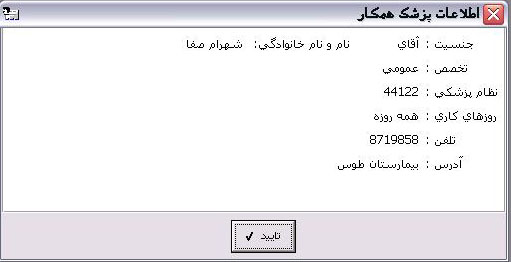 اطلاعات پزشک همکار
جنسيت : آقاي نام و نام خانوادگي: شهرام صفا
تخصص : عمومي
نظام پزشکي : 44122
روزهاي کاري : همه روزه
تلفن : 8719858
آدرس : بيمارستان طوس
تاييد